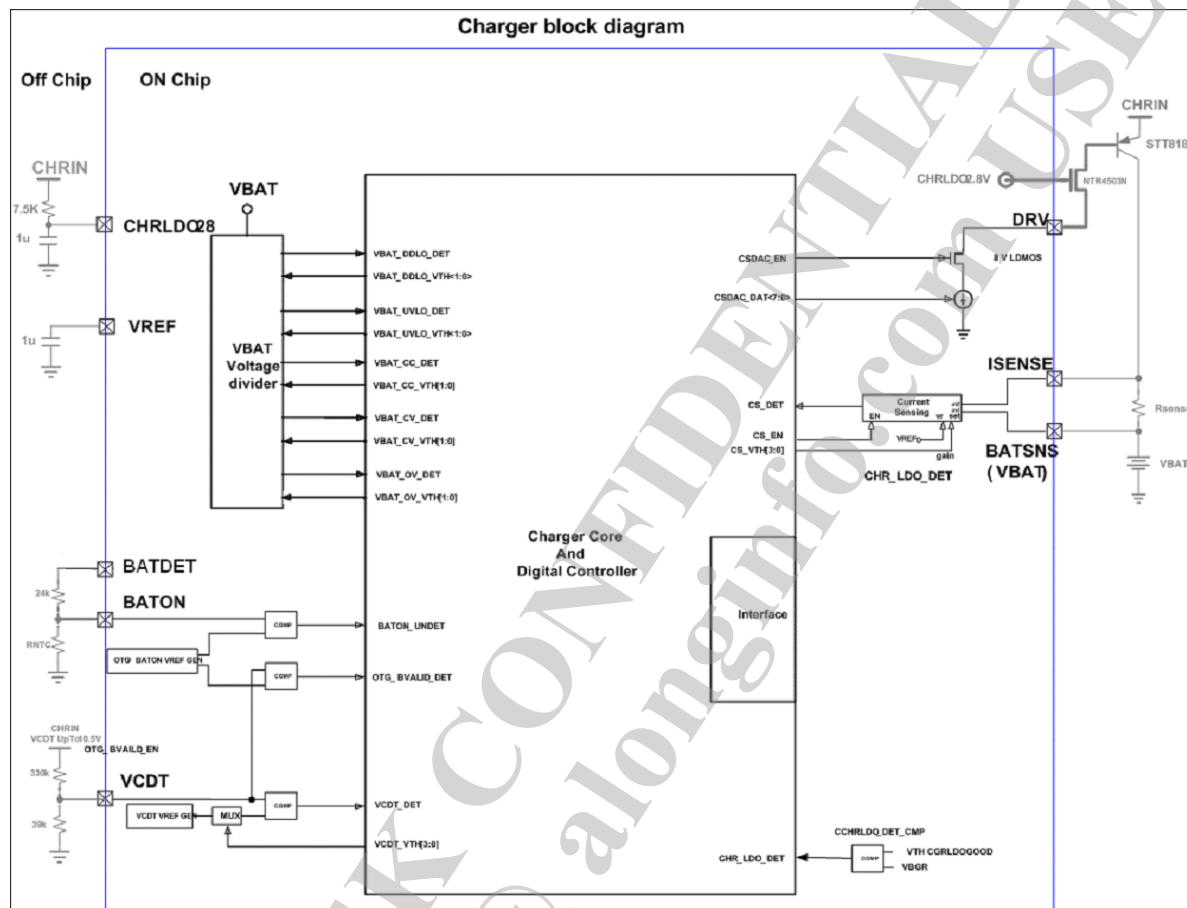 Charger block diagram
Off Chip
ON Chip
CHRIN
7.5K
1u
CHRLDO28
VREF
1u
VBAT
VBAT
Voltage
divider
VBAT_DDLO_DET
VBAT_DDLO_VTH<1:0>
VBAT_UVLO_DET
VBAT_UVLO_VTH<1:0>
VBAT_CC_DET
VBAT_CC_VTH[1:0]
VBAT_CV_DET
VBAT_CV_VTH[1:0]
VBAT_OV_DET
VBAT_OV_VTH[1:0]
CHRIN
STT818
CHRLDO2.8V
NTR4503N
DRV
CSDAC_EN
8 V LDMOS
CSDAC_DAT<7:0>
ISENSE
CS_DET
Current
Sensing
EN
CS_EN
VREF
CS_VTH[3:0]
gain
CHR_LDO_DET
BATSNS
(VBAT)
Rsense
VBAT
Charger Core
And
Digital Controller
Interface
BATDET
24k
BATON
RNTC
COMP
BATON_UNDET
OTG BATON VREF GEN
COMP
OTG_BVALID_DET
CHRIN
VCDT UpTo10.5V
OTG_BVAILD_EN
330k
VCDT
39k
VCDT VREF GEN
MUX
COMP
VCDT_DET
VCDT_VTH[3:0]
CCHRLDO_DET_CMP
CHR_LDO_DET
COMP
VTH CGRLDOGOOD
VBGR
K CONFIDENTIAL
alonginfo.com USE